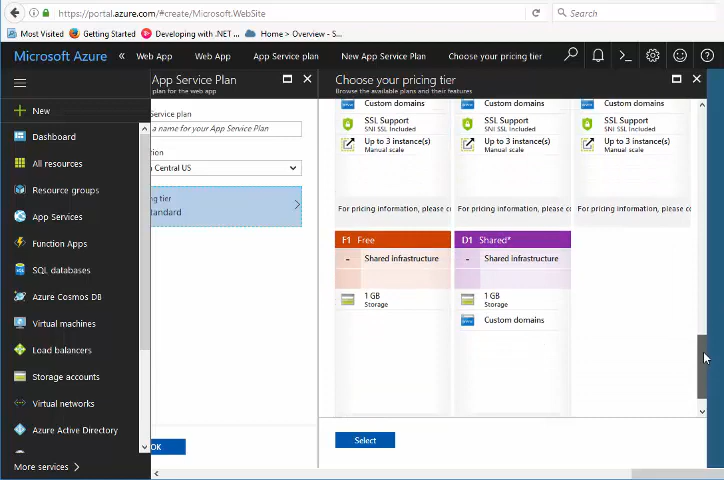 https://portal.azure.com/#create/Microsoft.WebSite
Search
Most Visited
Getting Started
Developing with .NET ...
Home > Overview - S...
Microsoft Azure
Web App
Web App
App Service plan
New App Service Plan
Choose your pricing tier
New
Dashboard
All resources
Resource groups
App Services
Function Apps
SQL databases
Azure Cosmos DB
Virtual machines
Load balancers
Storage accounts
Virtual networks
Azure Active Directory
More services
App Service Plan
plan for the web app
ervice plan
a name for your App Service Plan
tion
Central US
ng tier
tandard
OK
Choose your pricing tier
Browse the available plans and their features
Custom domains
SSL Support
SNI SSL Included
Up to 3 instance(s)
Manual scale
For pricing information, please c
Custom domains
SSL Support
SNI SSL Included
Up to 3 instance(s)
Manual scale
For pricing information, please c
Custom domains
SSL Support
SNI SSL Included
Up to 3 instance(s)
Manual scale
For pricing information, please c
F1 Free
Shared infrastructure
1 GB
Storage
D1 Shared*
Shared infrastructure
1 GB
Storage
Custom domains
Select